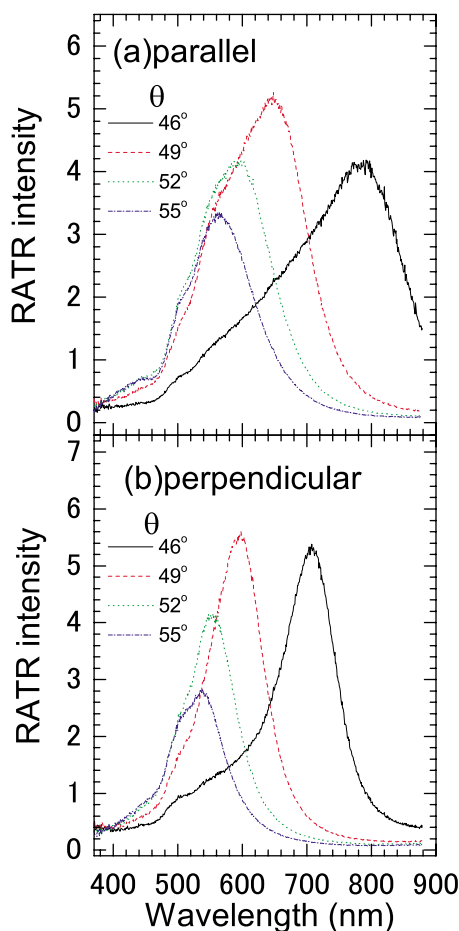 (a)parallel
θ
46°
49°
52°
55°
RATR intensity
6
5
4
3
2
1
0
(b)perpendicular
θ
46°
49°
52°
55°
RATR intensity
7
6
5
4
3
2
1
0
400 500 600 700 800 900
Wavelength (nm)